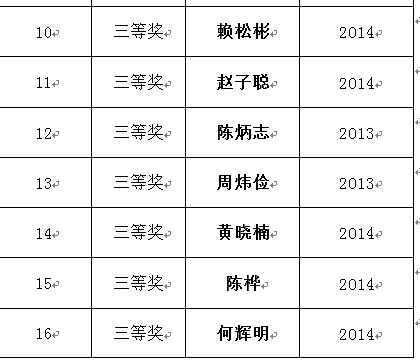 10 三等奖 赖松彬 2014
11 三等奖 赵子聪 2014
12 三等奖 陈炳志 2013
13 三等奖 周炜俭 2013
14 三等奖 黄晓楠 2014
15 三等奖 陈桦 2014
16 三等奖 何辉明 2014